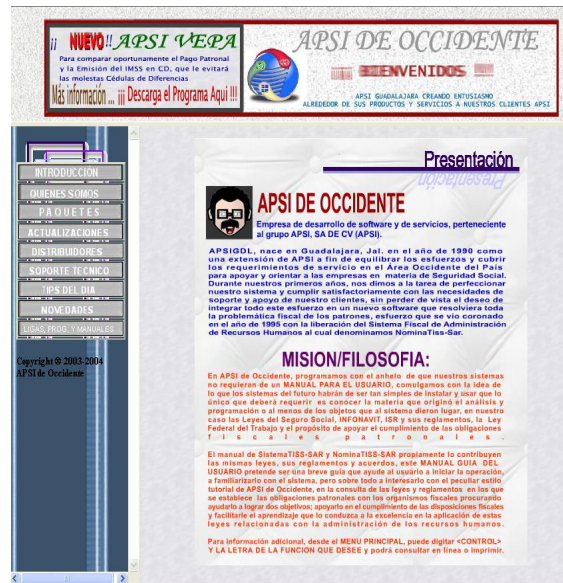 ¡¡ NUEVO!! APSI VEPA
Para comparar oportunamente el Pago Patronal
y la Emisión del IMSS en CD, que le evitará
las molestas Cédulas de Diferencias
Más información ... ¡¡¡ Descarga el Programa Aqui !!!
APSI DE OCCIDENTE
BIENVENIDOS
APSI GUADALAJARA CREANDO ENTUSIASMO
ALREDEDOR DE SUS PRODUCTOS Y SERVICIOS A NUESTROS CLIENTES APSI
INTRODUCCIÓN
QUIENES SOMOS
PAQUETES
ACTUALIZACIONES
DISTRIBUIDORES
SOPORTE TECNICO
TIPS DEL DIA
NOVEDADES
LIGAS, PROG. Y MANUALES
Copyright ® 2003-2004
APSI de Occidente
Presentación
APSI DE OCCIDENTE
Empresa de desarrollo de software y de servicios, perteneciente
al grupo APSI, SA DE CV (APSI).
APSIGDL, nace en Guadalajara, Jal. en el año de 1990 como
una extensión de APSI a fin de equilibrar los esfuerzos y cubrir
los requerimientos de servicio en el Área Occidente del País
para apoyar y orientar a las empresas en materia de Seguridad Social.
Durante nuestros primeros años, nos dimos a la tarea de perfeccionar
nuestro sistema y cumplir satisfactoriamente con las necesidades de
soporte y apoyo de nuestro clientes, sin perder de vista el deseo de
integrar todo este esfuerzo en un nuevo software que resolviera toda
la problemática fiscal de los patrones, esfuerzo que se vio coronado
en el año de 1995 con la liberación del Sistema Fiscal de Administración
de Recursos Humanos al cual denominamos NominaTiss-Sar.
MISION/FILOSOFIA:
En APSI de Occidente, programamos con el anhelo de que nuestros sistemas
no requieran de un MANUAL PARA EL USUARIO, comulgamos con la idea de
lo que los sistemas del futuro habrán de ser tan simples de instalar y usar que lo
único que deberá requerir es conocer la materia que originó el análisis y
programación o al menos de los objetos que al sistema dieron lugar, en nuestro
caso las Leyes del Seguro Social, INFONAVIT, ISR y sus reglamentos, la Ley
Federal del Trabajo y el propósito de apoyar el cumplimiento de las obligaciones
fiscales patronales.
El manual de SistemaTISS-SAR y NominaTISS-SAR propiamente lo contribuyen
las mismas leyes, sus reglamentos y acuerdos, este MANUAL GUIA DEL
USUARIO pretende ser una breve guía que ayude al usuario a iniciar la operación,
a familiarizarlo con el sistema, pero sobre todo a interesarlo con el peculiar estilo
tutorial de APSI de Occidente, en la consulta de las leyes y reglamentos en los que
se establece las obligaciones patronales con los organismos fiscales procurando
ayudarlo a lograr dos objetivos; apoyarlo en el cumplimiento de las disposiciones fiscales
y facilitarle el aprendizaje que lo conduzca a la excelencia en la aplicación de estas
leyes relacionadas con la administración de los recursos humanos.
Para información adicional, desde el MENU PRINCIPAL, puede digitar <CONTROL>
Y LA LETRA DE LA FUNCION QUE DESEE y podrá consultar en línea o imprimir.